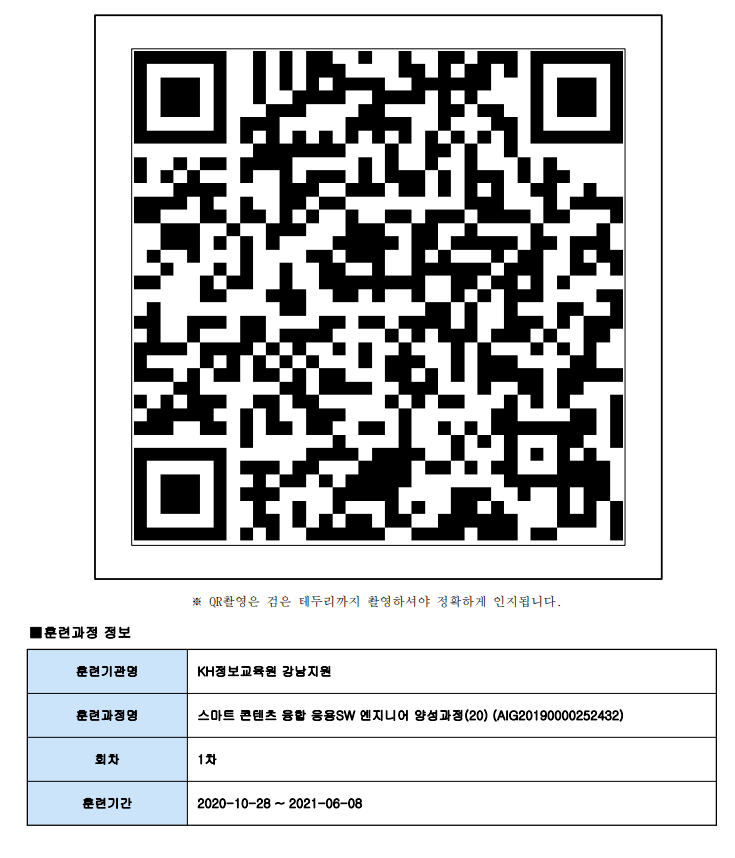 ※ QR촬영은 검은 테두리까지 촬영하셔야 정확하게 인지됩니다.
■훈련과정 정보
훈련기관명 KH정보교육원 강남지원
훈련과정명 스마트 콘텐츠 융합 응용SW 엔지니어 양성과정(20) (AIG20190000252432)
회차 1차
훈련기간 2020-10-28 ~ 2021-06-08